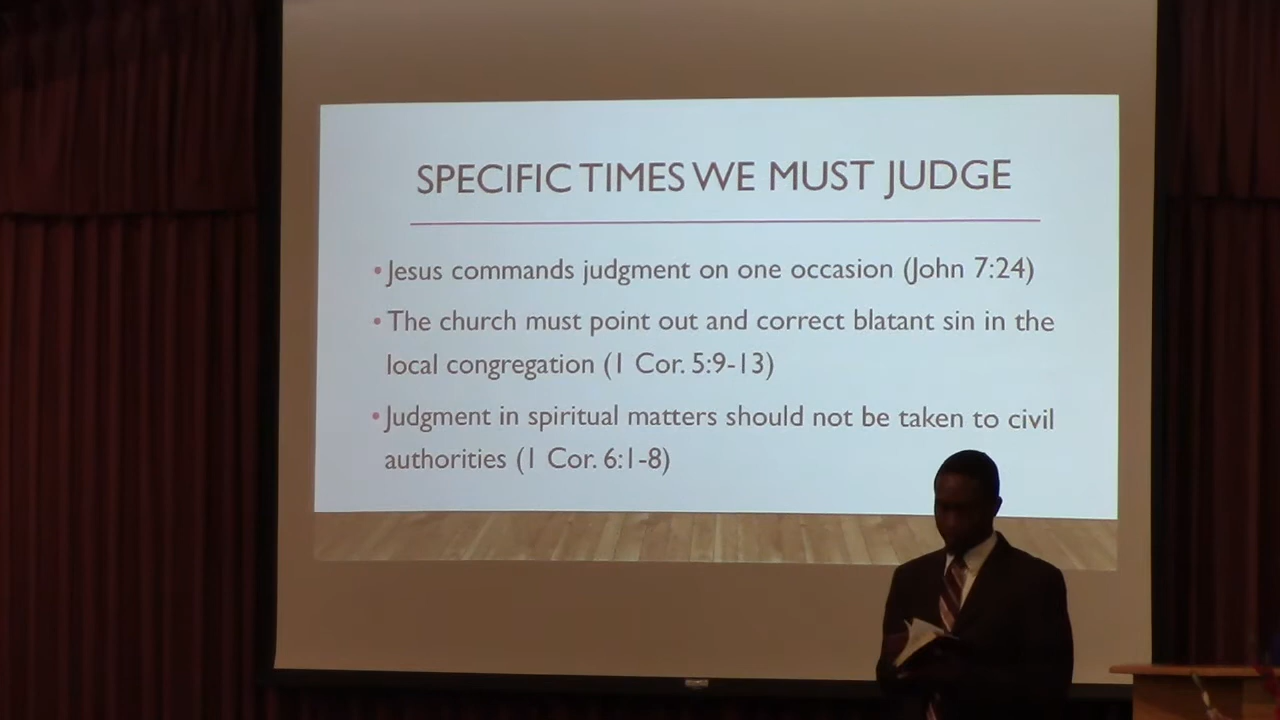 SPECIFIC TIMES WE MUST JUDGE
• Jesus commands judgment on one occasion (John 7:24)
• The church must point out and correct blatant sin in the
local congregation (1 Cor. 5:9-13)
• Judgment in spiritual matters should not be taken to civil
authorities (1 Cor. 6:1-8)